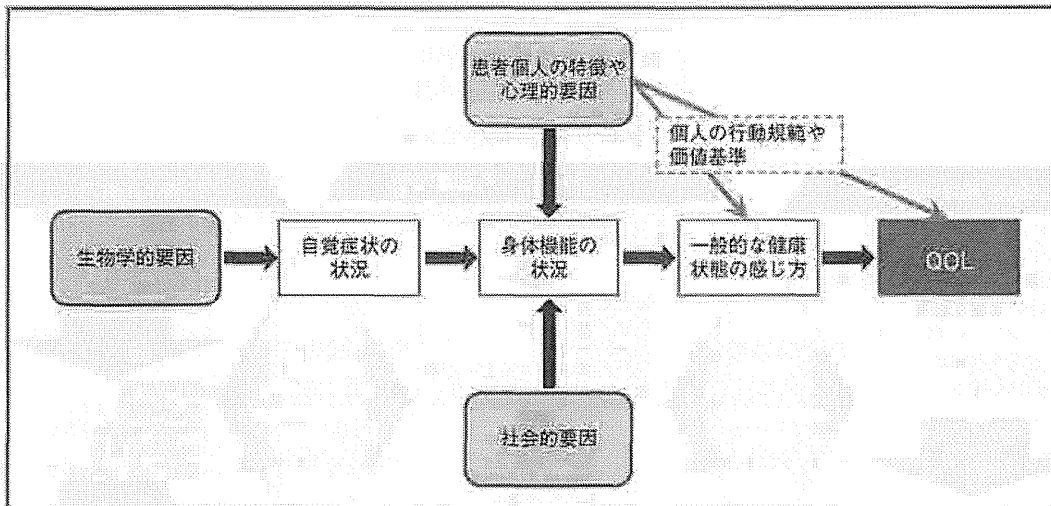 患者個人の特徴や
心理的要因
個人の行動規範や
価値基準
生物学的要因
自覚症状の
状況
身体機能の
状況
一般的な健康
状態の感じ方
QOL
社会的要因